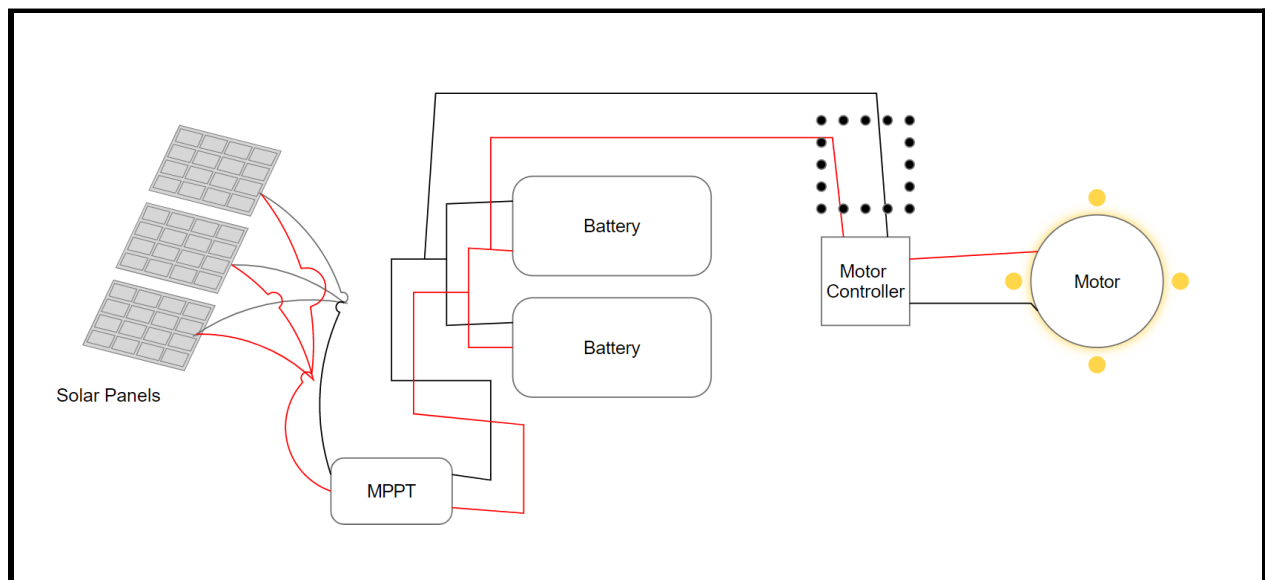 Battery
Motor
Controller
Motor
Battery
Solar Panels
MPPT